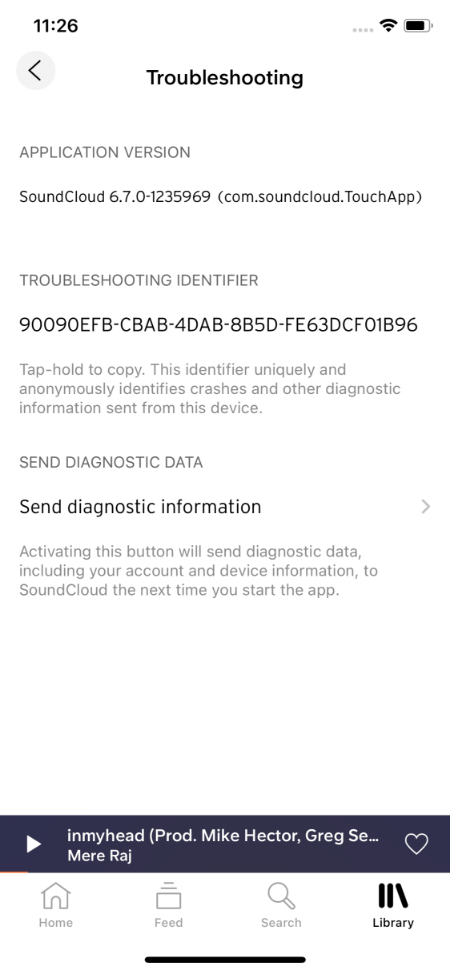 11:26
Troubleshooting
APPLICATION VERSION
SoundCloud 6.7.0-1235969 (com.soundcloud.TouchApp)
TROUBLESHOOTING IDENTIFIER
90090EFB-CBAB-4DAB-8B5D-FE63DCF01B96
Tap-hold to copy. This identifier uniquely and
anonymously identifies crashes and other diagnostic
information sent from this device.
SEND DIAGNOSTIC DATA
Send diagnostic information
Activating this button will send diagnostic data,
including your account and device information, to
SoundCloud the next time you start the app.
inmyhead (Prod. Mike Hector, Greg Se...
Mere Raj
Home Feed Search Library